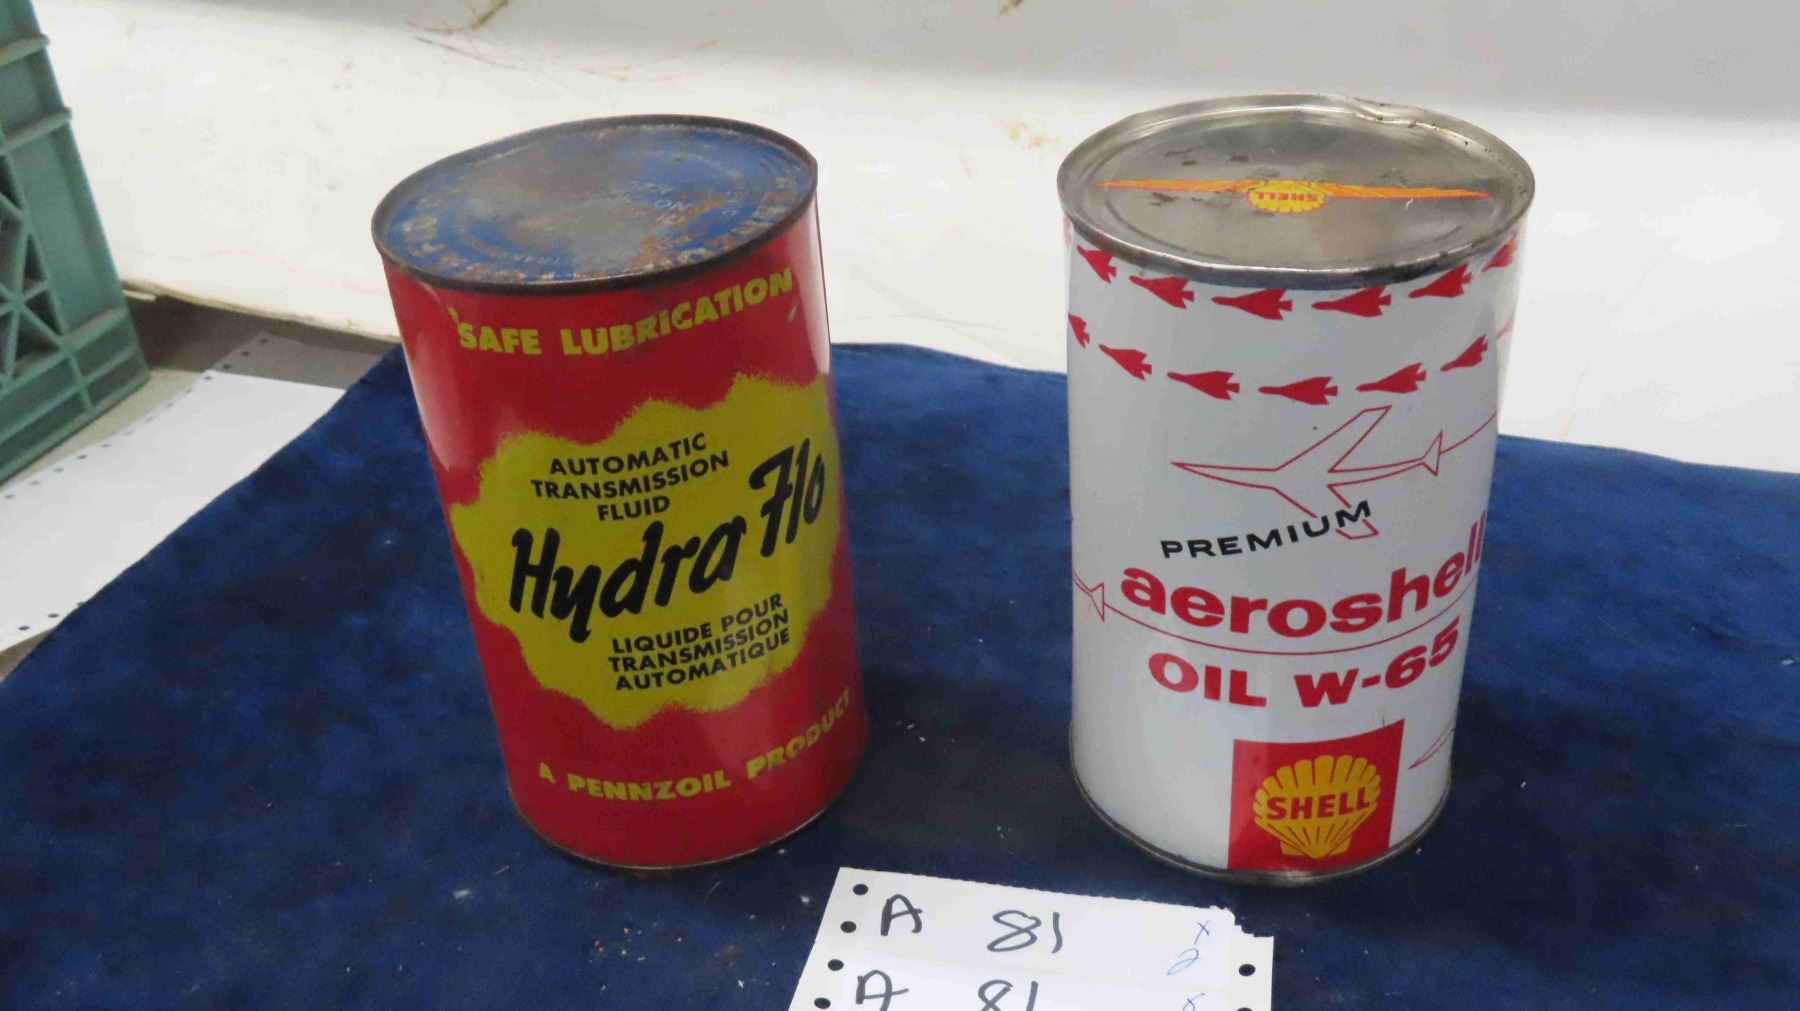 SAFE LUBRICATION
AUTOMATIC
TRANSMISSION
FLUID
Hydra Flo
LIQUIDE POUR
TRANSMISSION
AUTOMATIQUE
A PENNZOIL PRODUCT
SHELL
PREMIUM
aeroshell
OIL W-65
SHELL
A 81 x 2
A 81 x